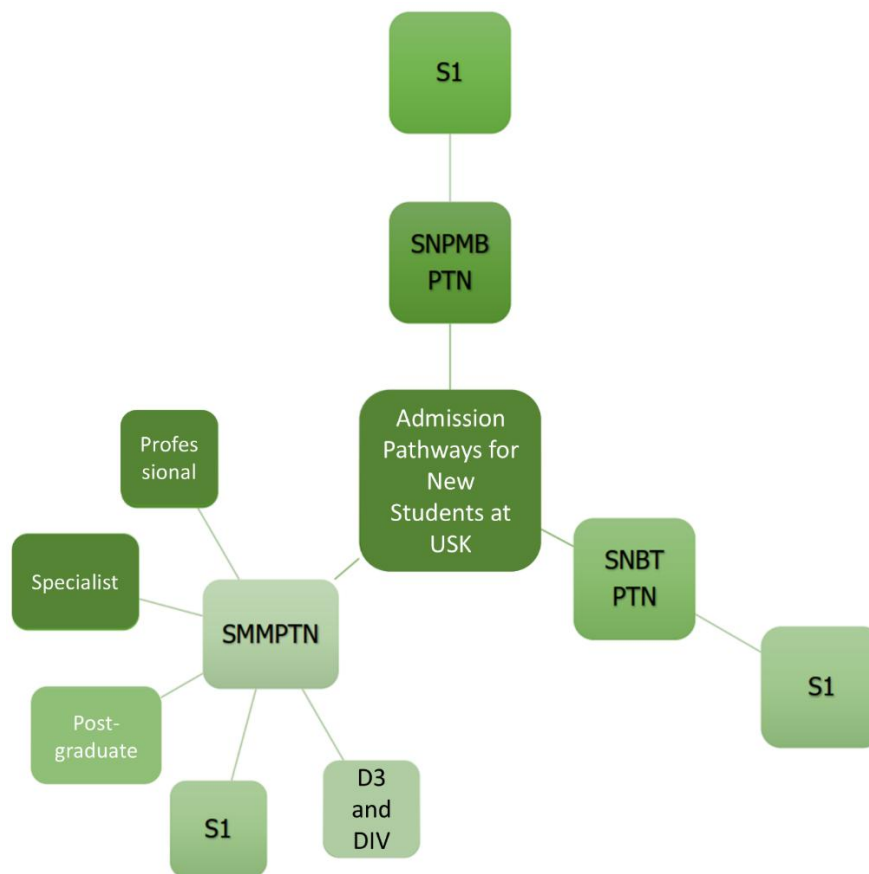 S1
SNPMB
PTN
Admission
Pathways for
New
Students at
USK
Profes
sional
Specialist
SMMPTN
Post-
graduate
S1
D3
and
DIV
SNBT
PTN
S1